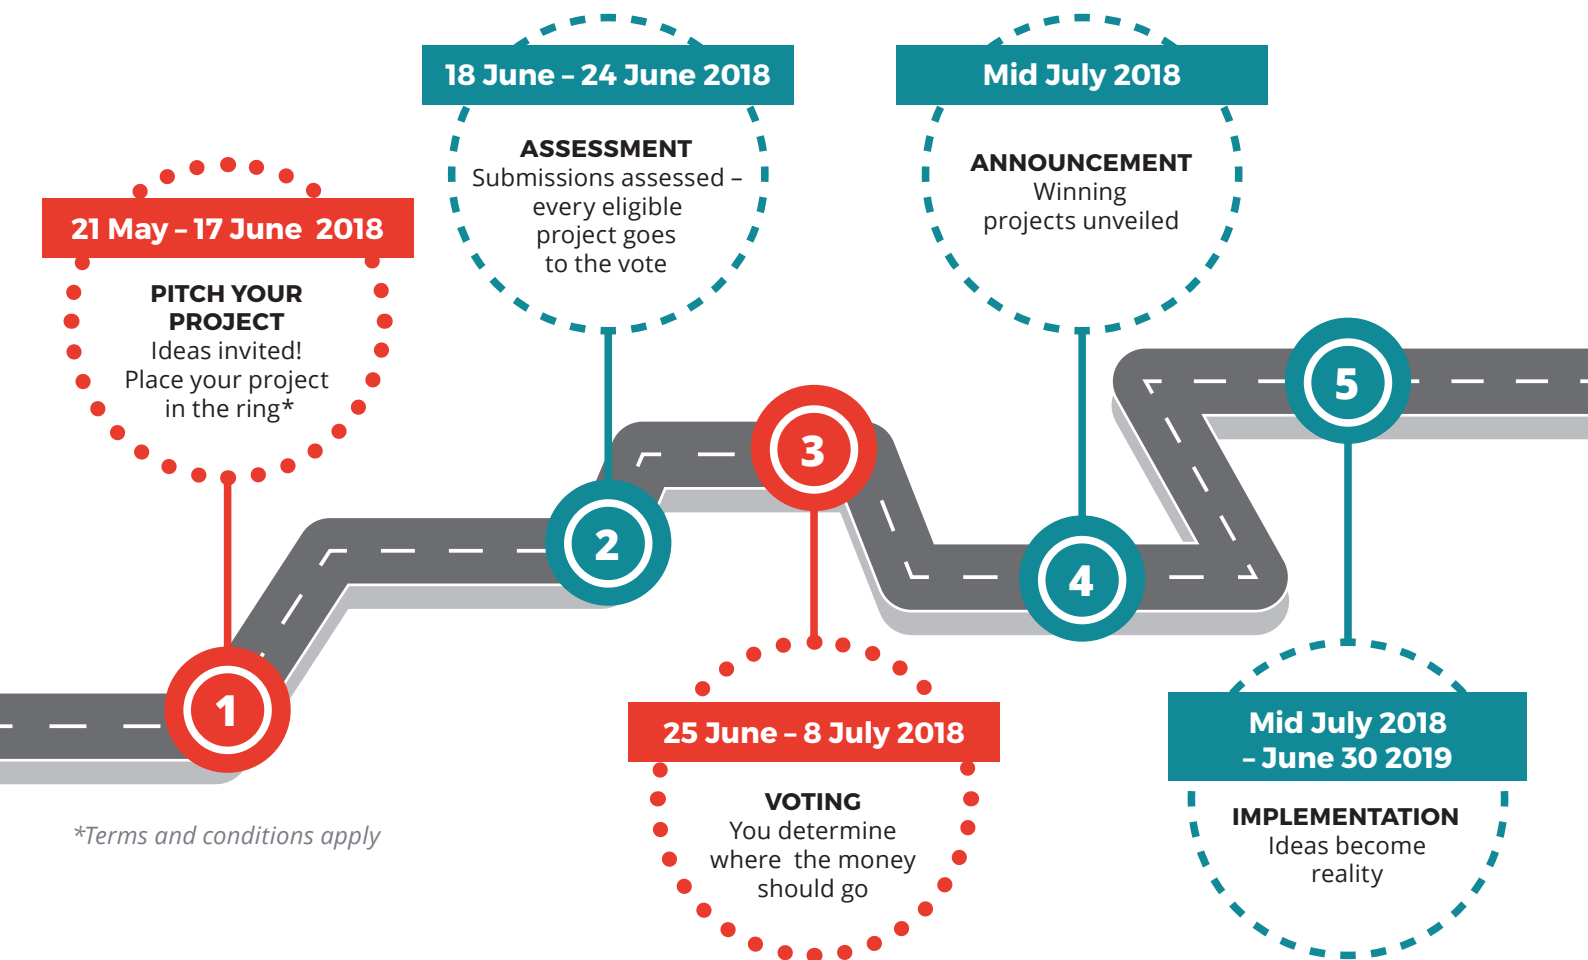 21 May – 17 June 2018
PITCH YOUR
PROJECT
Ideas invited!
Place your project
in the ring*
1
18 June – 24 June 2018
ASSESSMENT
Submissions assessed –
every eligible
project goes
to the vote
2
3
25 June – 8 July 2018
VOTING
You determine
where the money
should go
Mid July 2018
ANNOUNCEMENT
Winning
projects unveiled
4
5
Mid July 2018
– June 30 2019
IMPLEMENTATION
Ideas become
reality
*Terms and conditions apply